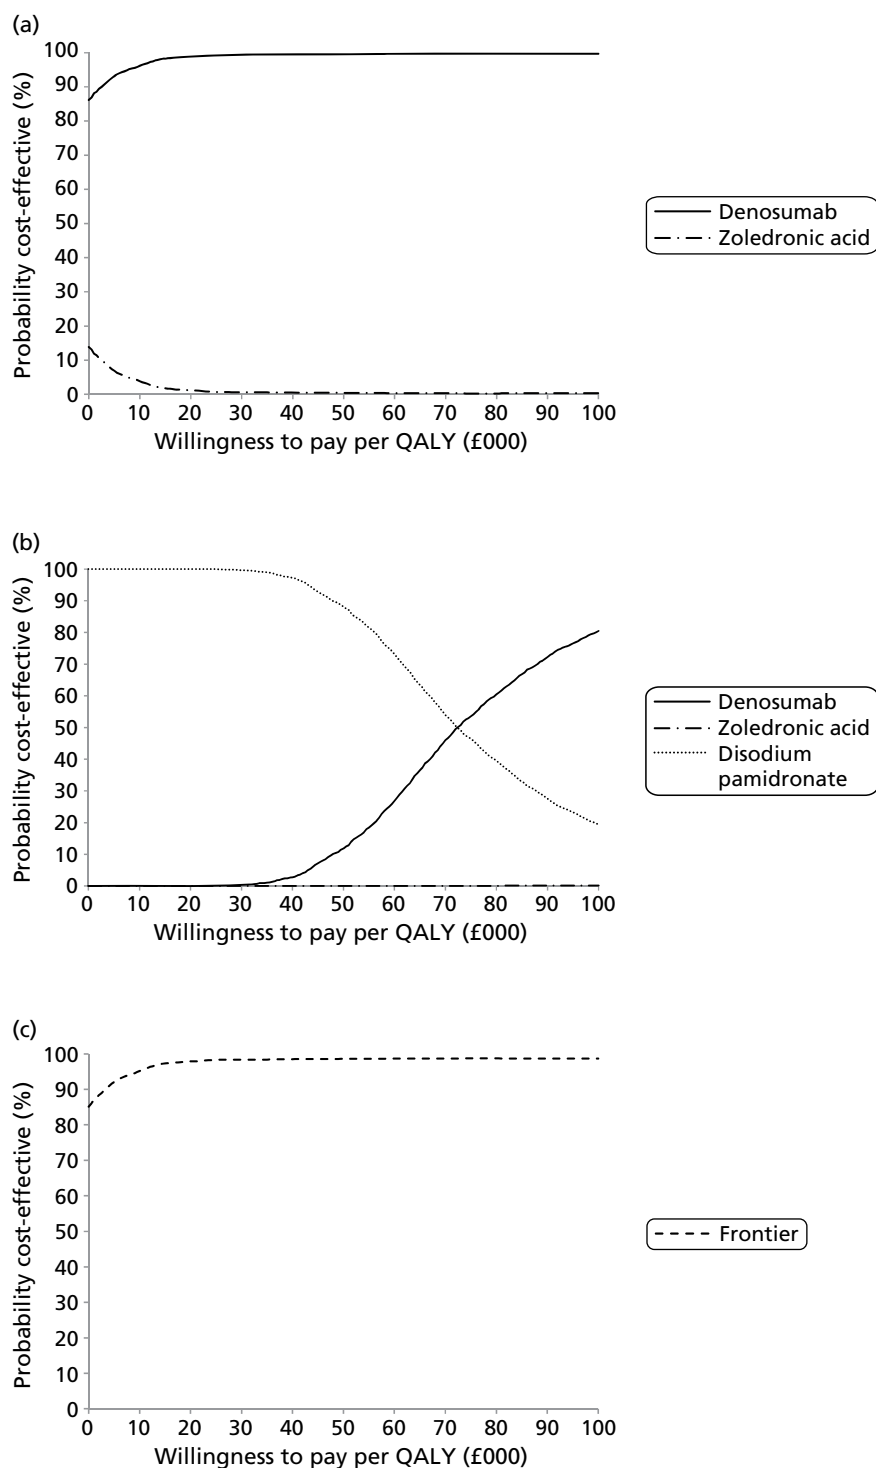 (a)
Probability cost-effective (%)
100
90
80
70
60
50
40
30
20
10
0
0 10 20 30 40 50 60 70 80 90 100
Willingness to pay per QALY (£000)
Denosumab
Zoledronic acid
(b)
Probability cost-effective (%)
100
90
80
70
60
50
40
30
20
10
0
0 10 20 30 40 50 60 70 80 90 100
Willingness to pay per QALY (£000)
Denosumab
Zoledronic acid
Disodium
pamidronate
(c)
Probability cost-effective (%)
100
90
80
70
60
50
40
30
20
10
0
0 10 20 30 40 50 60 70 80 90 100
Willingness to pay per QALY (£000)
Frontier